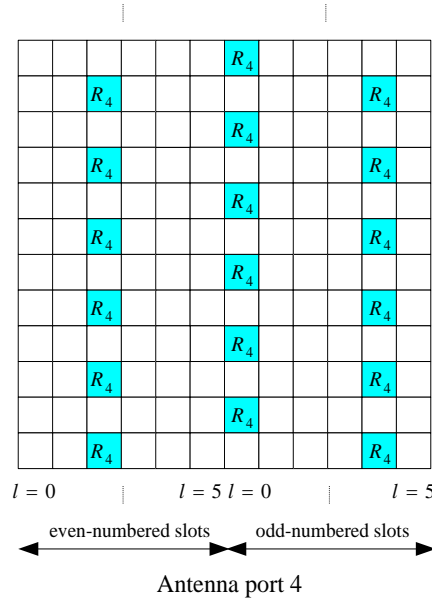 R4
R4 R4
R4
R4 R4
R4
R4 R4
R4
R4 R4
R4
R4 R4
R4
R4 R4
l = 0 l = 5 l = 0 l = 5
even-numbered slots odd-numbered slots
Antenna port 4